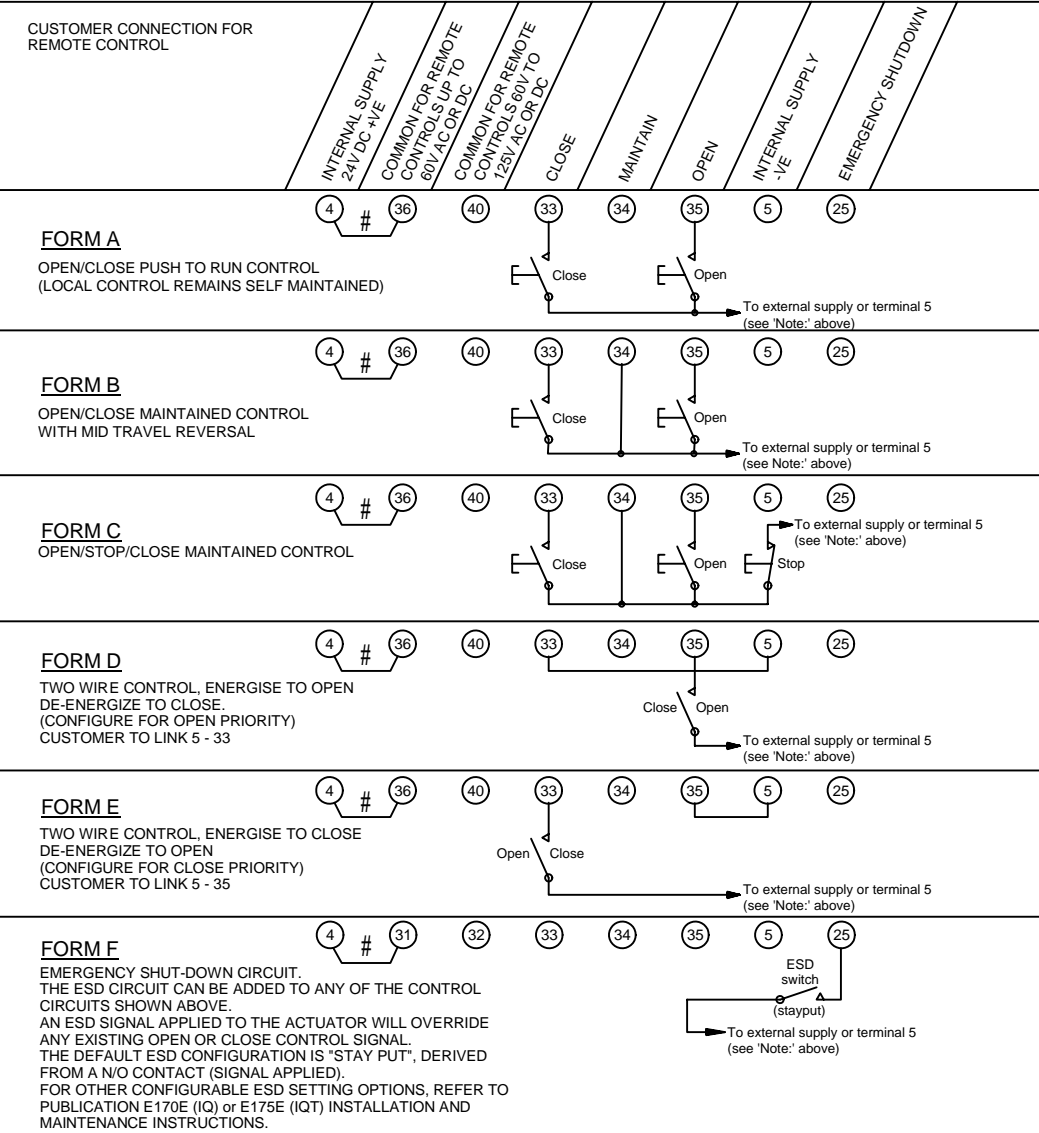 CUSTOMER CONNECTION FOR
REMOTE CONTROL
INTERNAL SUPPLY
24V DC +VE
COMMON FOR REMOTE
CONTROLS UP TO
60V AC OR DC
COMMON FOR REMOTE
CONTROLS 60V TO
125V AC OR DC
CLOSE
MAINTAIN
OPEN
INTERNAL SUPPLY
-VE
EMERGENCY SHUTDOWN
4 # 36 40 33 34 35 5 25
FORM A
OPEN/CLOSE PUSH TO RUN CONTROL
(LOCAL CONTROL REMAINS SELF MAINTAINED)
Close
Open
To external supply or terminal 5
(see 'Note:' above)
4 # 36 40 33 34 35 5 25
FORM B
OPEN/CLOSE MAINTAINED CONTROL
WITH MID TRAVEL REVERSAL
Close
Open
To external supply or terminal 5
(see Note:' above)
4 # 36 40 33 34 35 5 25
FORM C
OPEN/STOP/CLOSE MAINTAINED CONTROL
Close
Open
Stop
To external supply or terminal 5
(see 'Note:' above)
4 # 36 40 33 34 35 5 25
FORM D
TWO WIRE CONTROL, ENERGISE TO OPEN
DE-ENERGIZE TO CLOSE.
(CONFIGURE FOR OPEN PRIORITY)
CUSTOMER TO LINK 5 - 33
Close
Open
To external supply or terminal 5
(see 'Note:' above)
4 # 36 40 33 34 35 5 25
FORM E
TWO WIRE CONTROL, ENERGISE TO CLOSE
DE-ENERGIZE TO OPEN
(CONFIGURE FOR CLOSE PRIORITY)
CUSTOMER TO LINK 5 - 35
Open
Close
To external supply or terminal 5
(see 'Note:' above)
4 # 31 32 33 34 35 5 25
FORM F
EMERGENCY SHUT-DOWN CIRCUIT.
THE ESD CIRCUIT CAN BE ADDED TO ANY OF THE CONTROL
CIRCUITS SHOWN ABOVE.
AN ESD SIGNAL APPLIED TO THE ACTUATOR WILL OVERRIDE
ANY EXISTING OPEN OR CLOSE CONTROL SIGNAL.
THE DEFAULT ESD CONFIGURATION IS "STAY PUT", DERIVED
FROM A N/O CONTACT (SIGNAL APPLIED).
FOR OTHER CONFIGURABLE ESD SETTING OPTIONS, REFER TO
PUBLICATION E170E (IQ) or E175E (IQT) INSTALLATION AND
MAINTENANCE INSTRUCTIONS.
ESD
switch
(stayput)
To external supply or terminal 5
(see 'Note:' above)